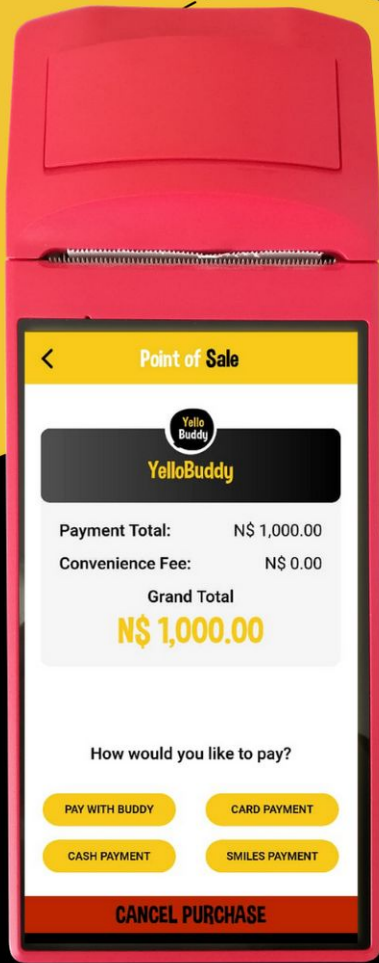 Point of Sale
Yello
Buddy
YelloBuddy
Payment Total: N$ 1,000.00
Convenience Fee: N$ 0.00
Grand Total
N$ 1,000.00
How would you like to pay?
PAY WITH BUDDY CARD PAYMENT
CASH PAYMENT SMILES PAYMENT
CANCEL PURCHASE